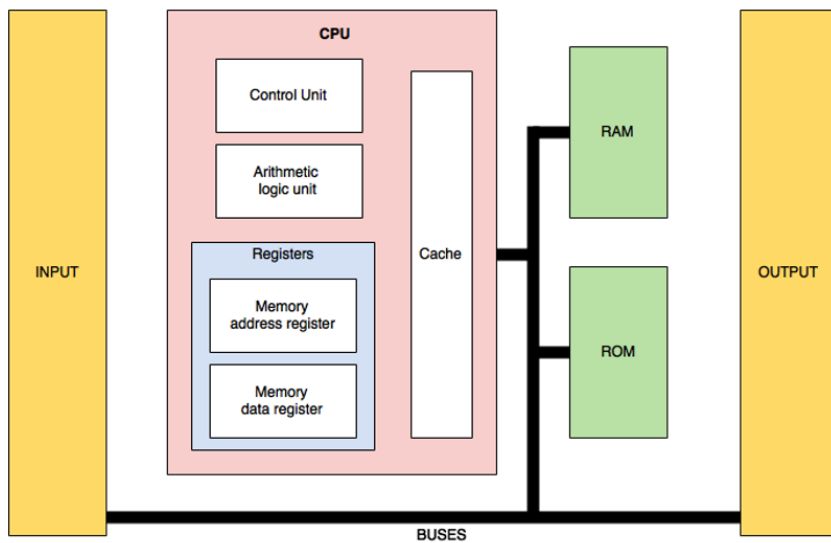 INPUT
CPU
Control Unit
Arithmetic
logic unit
Registers
Memory
address register
Memory
data register
Cache
RAM
ROM
OUTPUT
BUSES